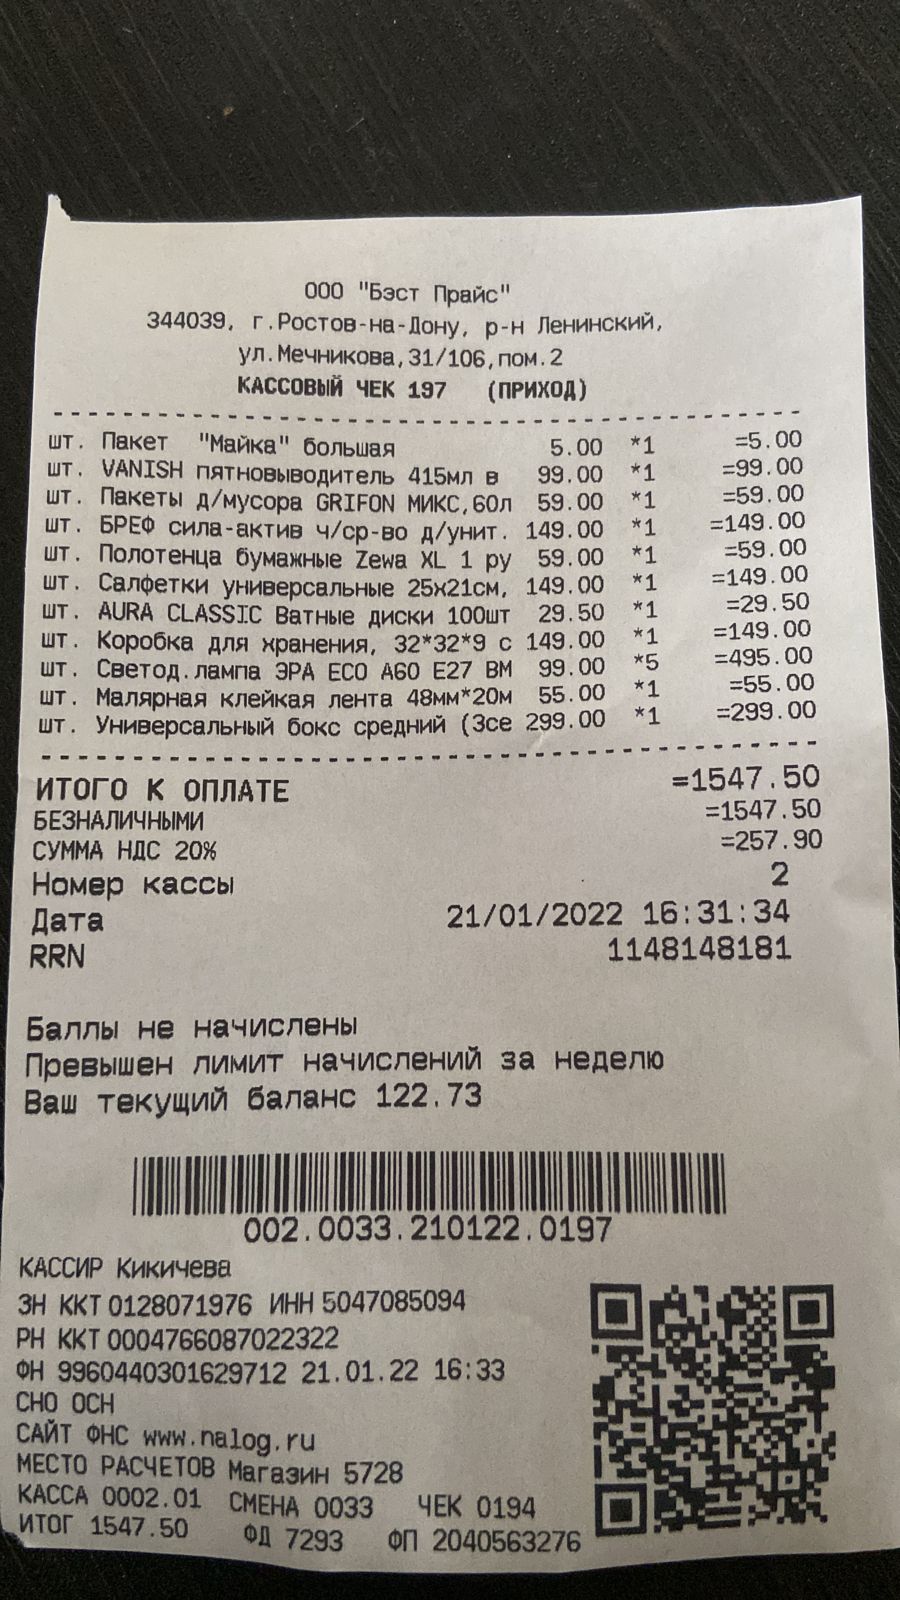 ООО "Бэст Прайс"
344039, г.Ростов-на-Дону, р-н Ленинский,
ул.Мечникова,31/106,пом.2
КАССОВЫЙ ЧЕК 197 (ПРИХОД)
шт. Пакет "Майка" большая 5.00 *1 =5.00
шт. VANISH пятновыводитель 415мл в 99.00 *1 =99.00
шт. Пакеты д/мусора GRIFON МИКС,60л 59.00 *1 =59.00
шт. БРЕФ сила-актив ч/ср-во д/унит. 149.00 *1 =149.00
шт. Полотенца бумажные Zewa XL 1 ру 59.00 *1 =59.00
шт. Салфетки универсальные 25х21см, 149.00 *1 =149.00
шт. AURA CLASSIC Ватные диски 100шт 29.50 *1 =29.50
шт. Коробка для хранения, 32*32*9 с 149.00 *1 =149.00
шт. Светод.лампа ЭРА ECO A60 E27 ВМ 99.00 *5 =495.00
шт. Малярная клейкая лента 48мм*20м 55.00 *1 =55.00
шт. Универсальный бокс средний (3се 299.00 *1 =299.00
ИТОГО К ОПЛАТЕ =1547.50
БЕЗНАЛИЧНЫМИ =1547.50
СУММА НДС 20% =257.90
Номер кассы 2
Дата 21/01/2022 16:31:34
RRN 1148148181
Баллы не начислены
Превышен лимит начислений за неделю
Ваш текущий баланс 122.73
002.0033.210122.0197
КАССИР Кикичева
ЗН ККТ 0128071976 ИНН 5047085094
РН ККТ 0004766087022322
ФН 9960440301629712 21.01.22 16:33
СНО ОСН
САЙТ ФНС www.nalog.ru
МЕСТО РАСЧЕТОВ Магазин 5728
КАССА 0002.01 СМЕНА 0033 ЧЕК 0194
ИТОГ 1547.50 ФД 7293 ФП 2040563276